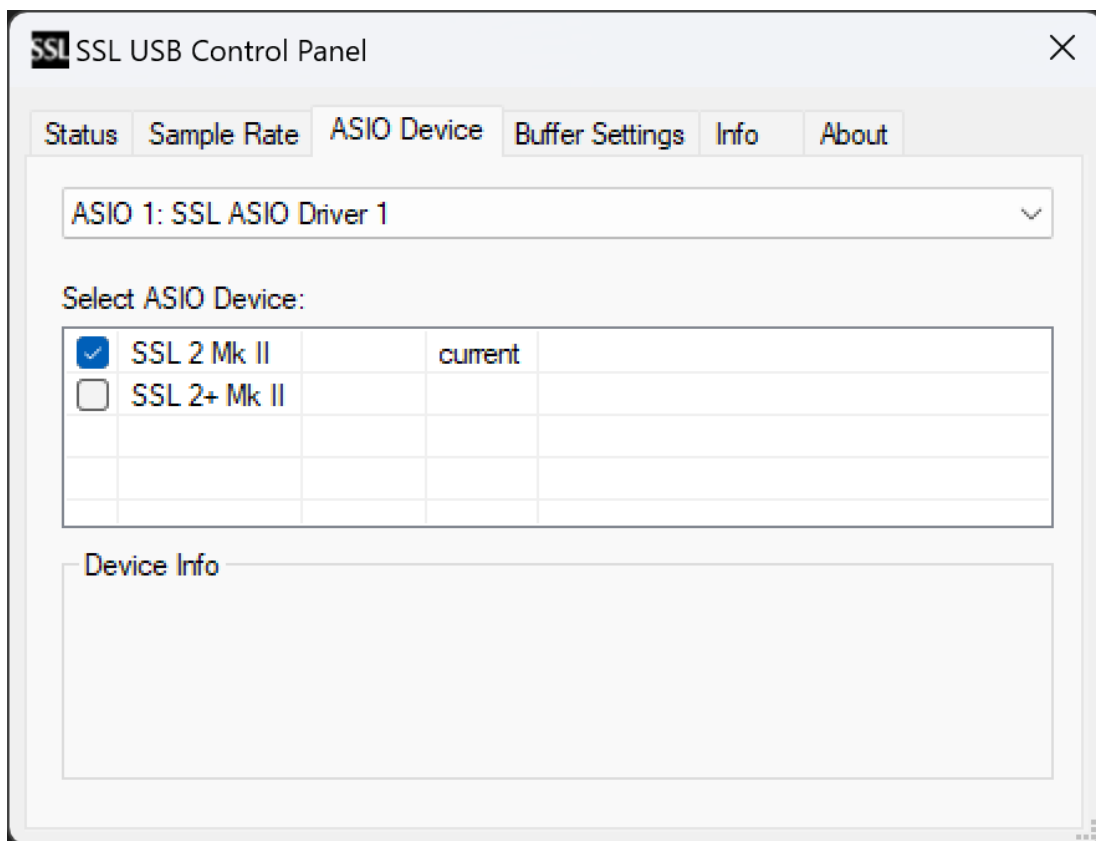 SSL SSL USB Control Panel
Status Sample Rate ASIO Device Buffer Settings Info About
ASIO 1: SSL ASIO Driver 1
Select ASIO Device:
SSL 2 Mk II current
SSL 2+ Mk II
Device Info